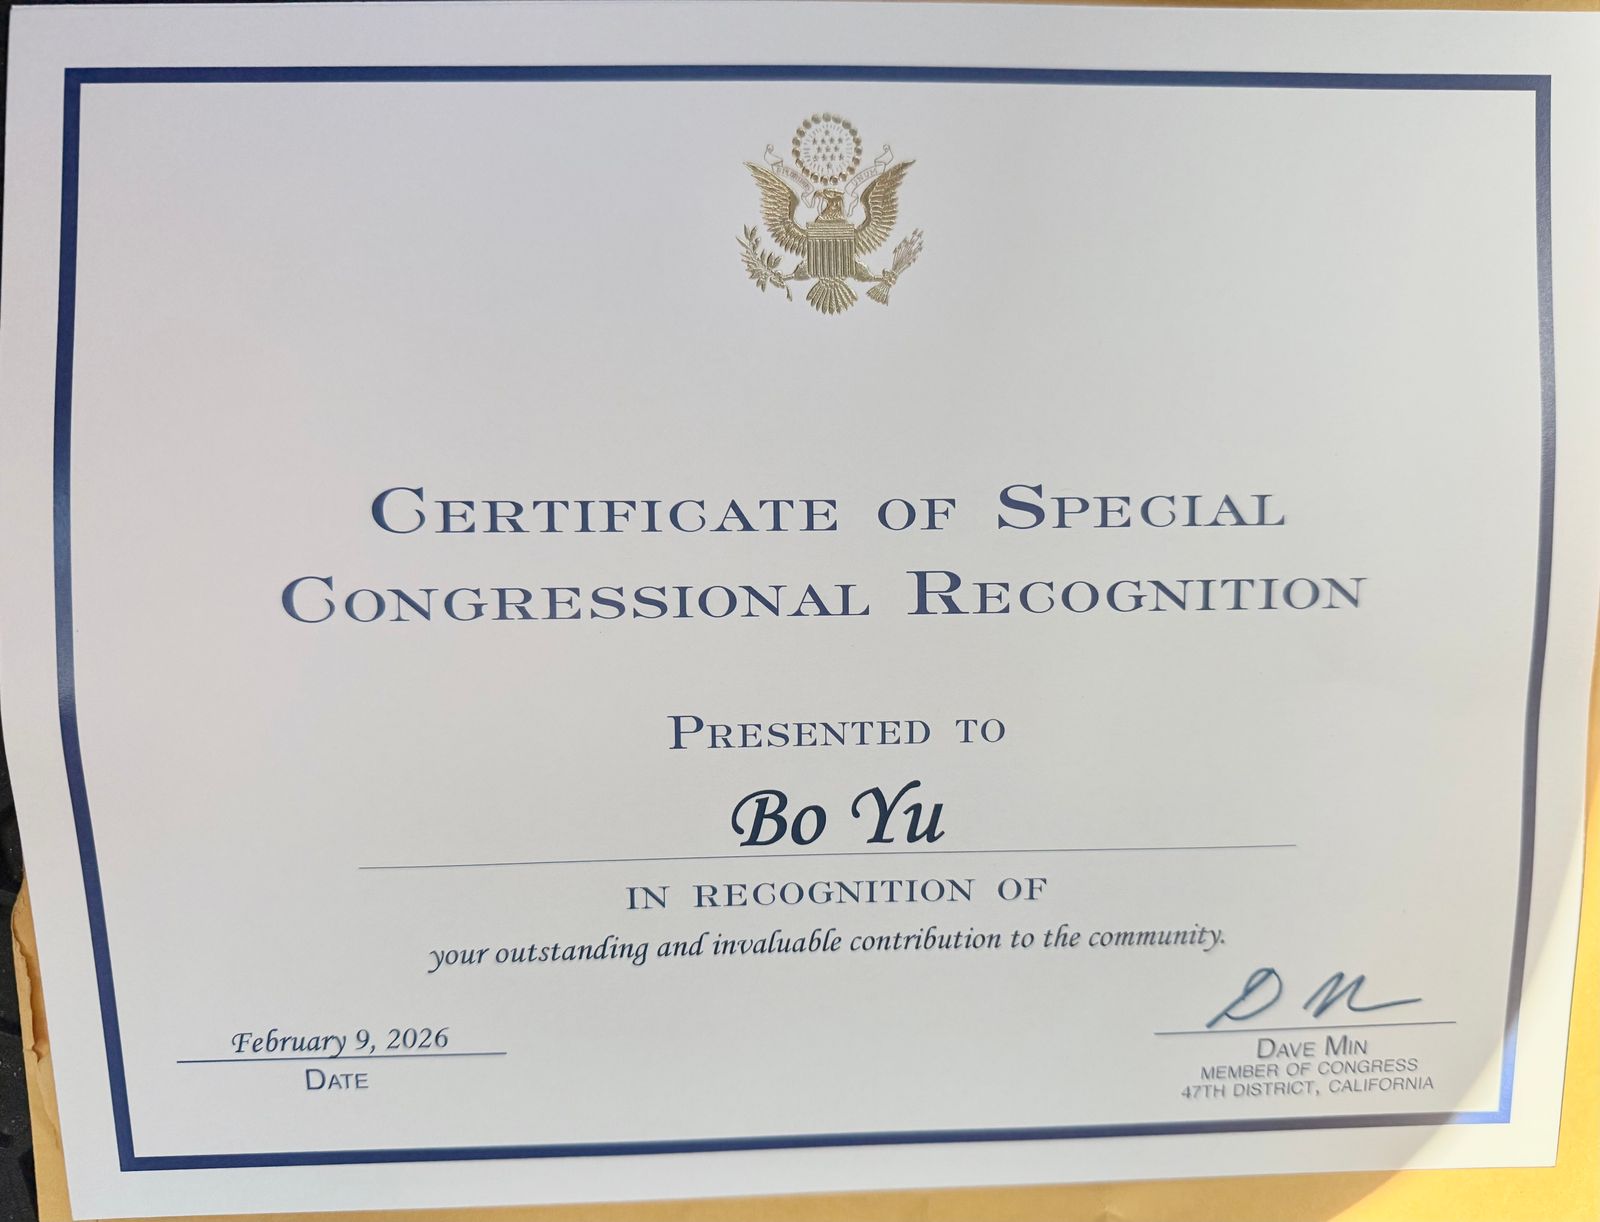 CERTIFICATE OF SPECIAL
CONGRESSIONAL RECOGNITION
PRESENTED TO
Bo Yu
IN RECOGNITION OF
your outstanding and invaluable contribution to the community.
February 9, 2026
DATE
DAVE MIN
MEMBER OF CONGRESS
47TH DISTRICT, CALIFORNIA